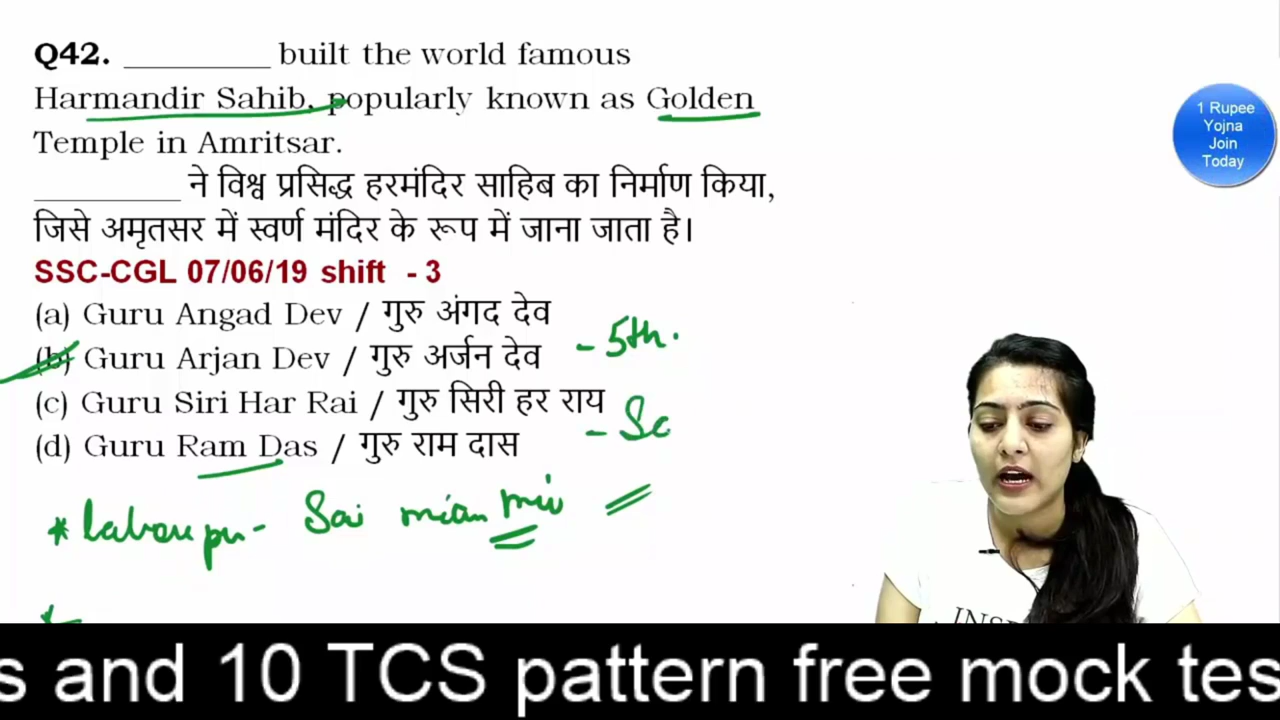 Q42. __________ built the world famous
Harmandir Sahib, popularly known as Golden
Temple in Amritsar.
__________ ने विश्व प्रसिद्ध हरमंदिर साहिब का निर्माण किया,
जिसे अमृतसर में स्वर्ण मंदिर के रूप में जाना जाता है।
SSC-CGL 07/06/19 shift - 3
(a) Guru Angad Dev / गुरु अंगद देव
(b) Guru Arjan Dev / गुरु अर्जन देव - 5th.
(c) Guru Siri Har Rai / गुरु सिरी हर राय
(d) Guru Ram Das / गुरु राम दास
* Sai mian mir
1 Rupee
Yojna
Join
Today
s and 10 TCS pattern free mock tes